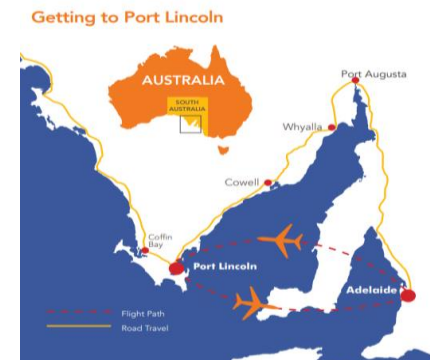 Getting to Port Lincoln
AUSTRALIA
SOUTH
AUSTRALIA
Port Augusta
Whyalla
Cowell
Coffin
Bay
Port Lincoln
Adelaide
Flight Path
Road Travel